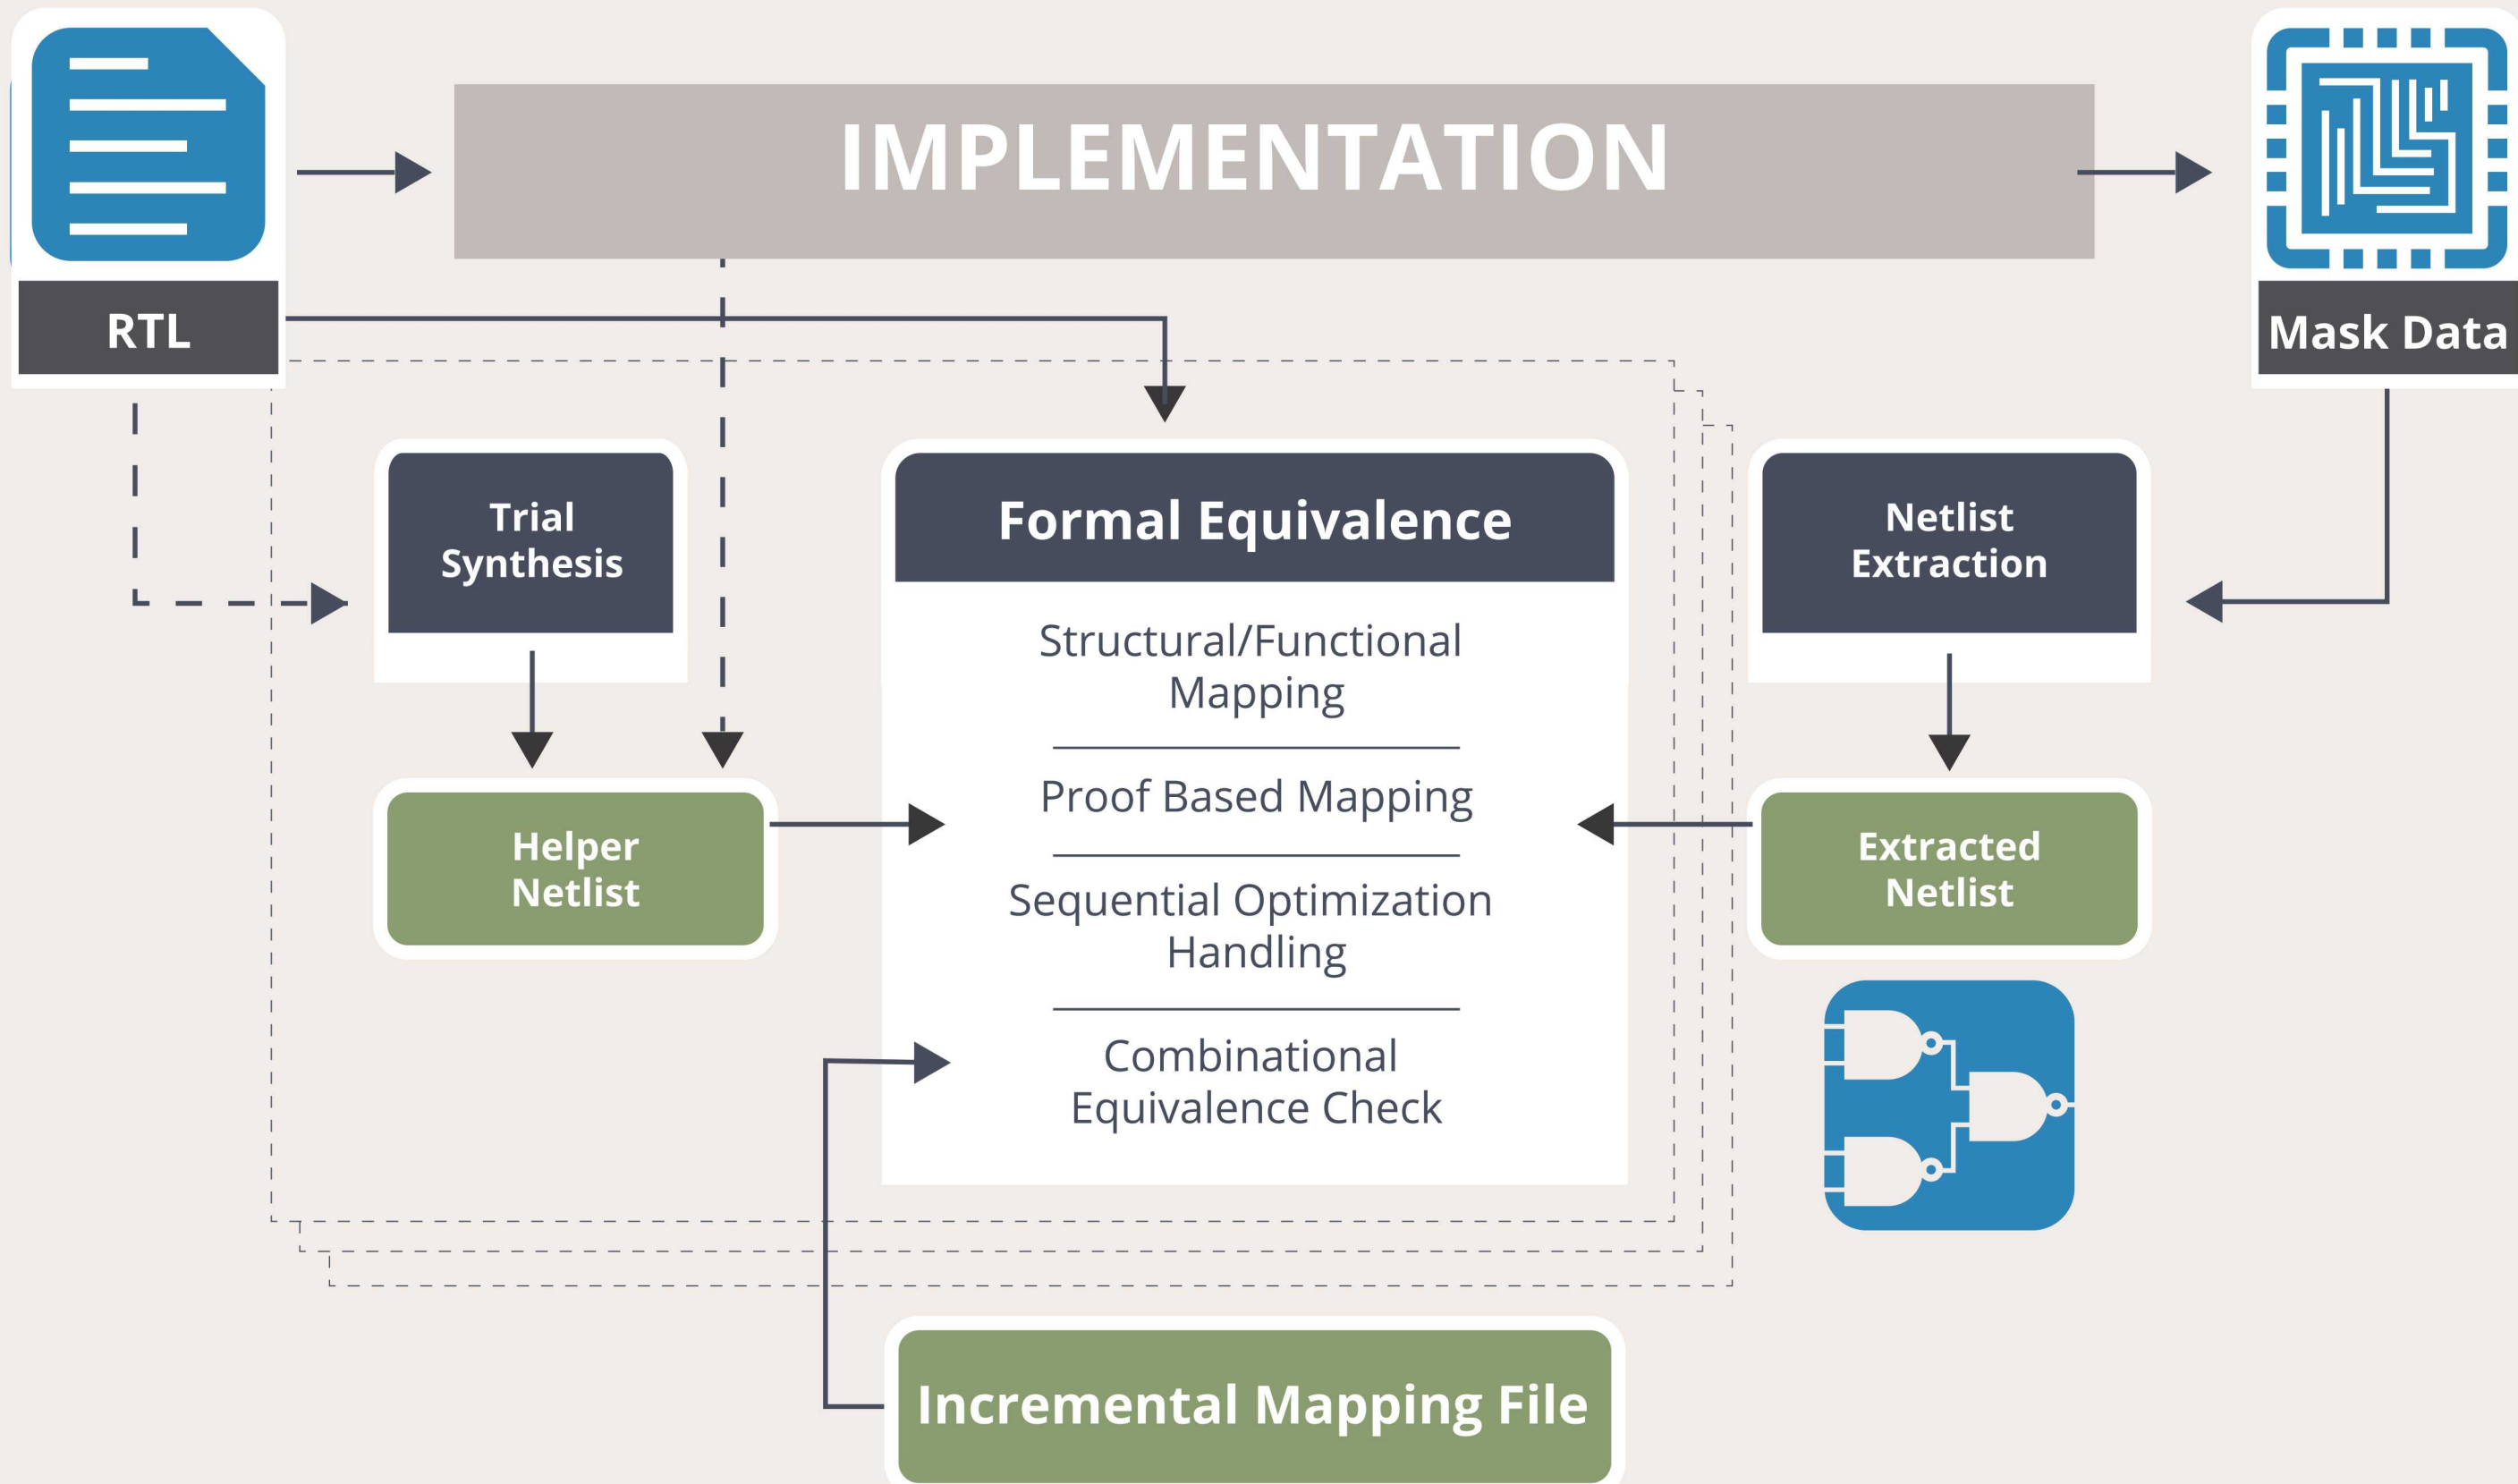 IMPLEMENTATION
RTL
Mask Data
Trial
Synthesis
Formal Equivalence
Netlist
Extraction
Structural/Functional
Mapping
Proof Based Mapping
Helper
Netlist
Extracted
Netlist
Sequential Optimization
Handling
Combinational
Equivalence Check
Incremental Mapping File